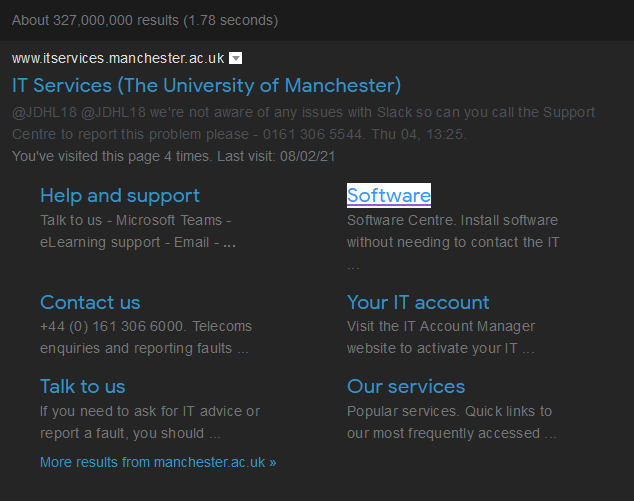 About 327,000,000 results (1.78 seconds)
www.itservices.manchester.ac.uk
IT Services (The University of Manchester)
@JDHL18 @JDHL18 we're not aware of any issues with Slack so can you call the Support
Centre to report this problem please - 0161 306 5544. Thu 04, 13:25.
You've visited this page 4 times. Last visit: 08/02/21
Help and support
Talk to us - Microsoft Teams -
eLearning support - Email - ...
Software
Software Centre. Install software
without needing to contact the IT
...
Contact us
+44 (0) 161 306 6000. Telecoms
enquiries and reporting faults ...
Your IT account
Visit the IT Account Manager
website to activate your IT ...
Talk to us
If you need to ask for IT advice or
report a fault, you should ...
Our services
Popular services. Quick links to
our most frequently accessed ...
More results from manchester.ac.uk »